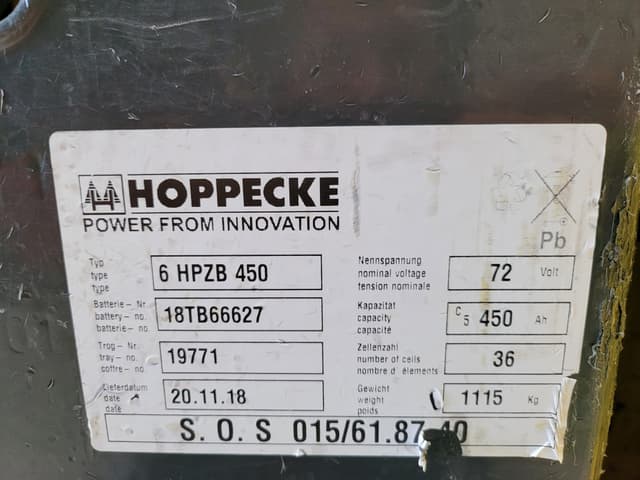 HOPPECKE
POWER FROM INNOVATION
Pb
Typ
type
type
6 HPZB 450
Batterie-Nr.
battery-no.
batterie-no.
18TB66627
Trog-Nr.
tray-no.
coffre-no.
19771
Lieferdatum
date
date
20.11.18
Nennspannung
nominal voltage
tension nominale
72 Volt
Kapazitat
capacity
capacité
C5 450 Ah
Zellenzahl
number of cells
nombre d. éléments
36
Gewicht
weight
poids
1115 Kg
S. O. S 015/61.87 40